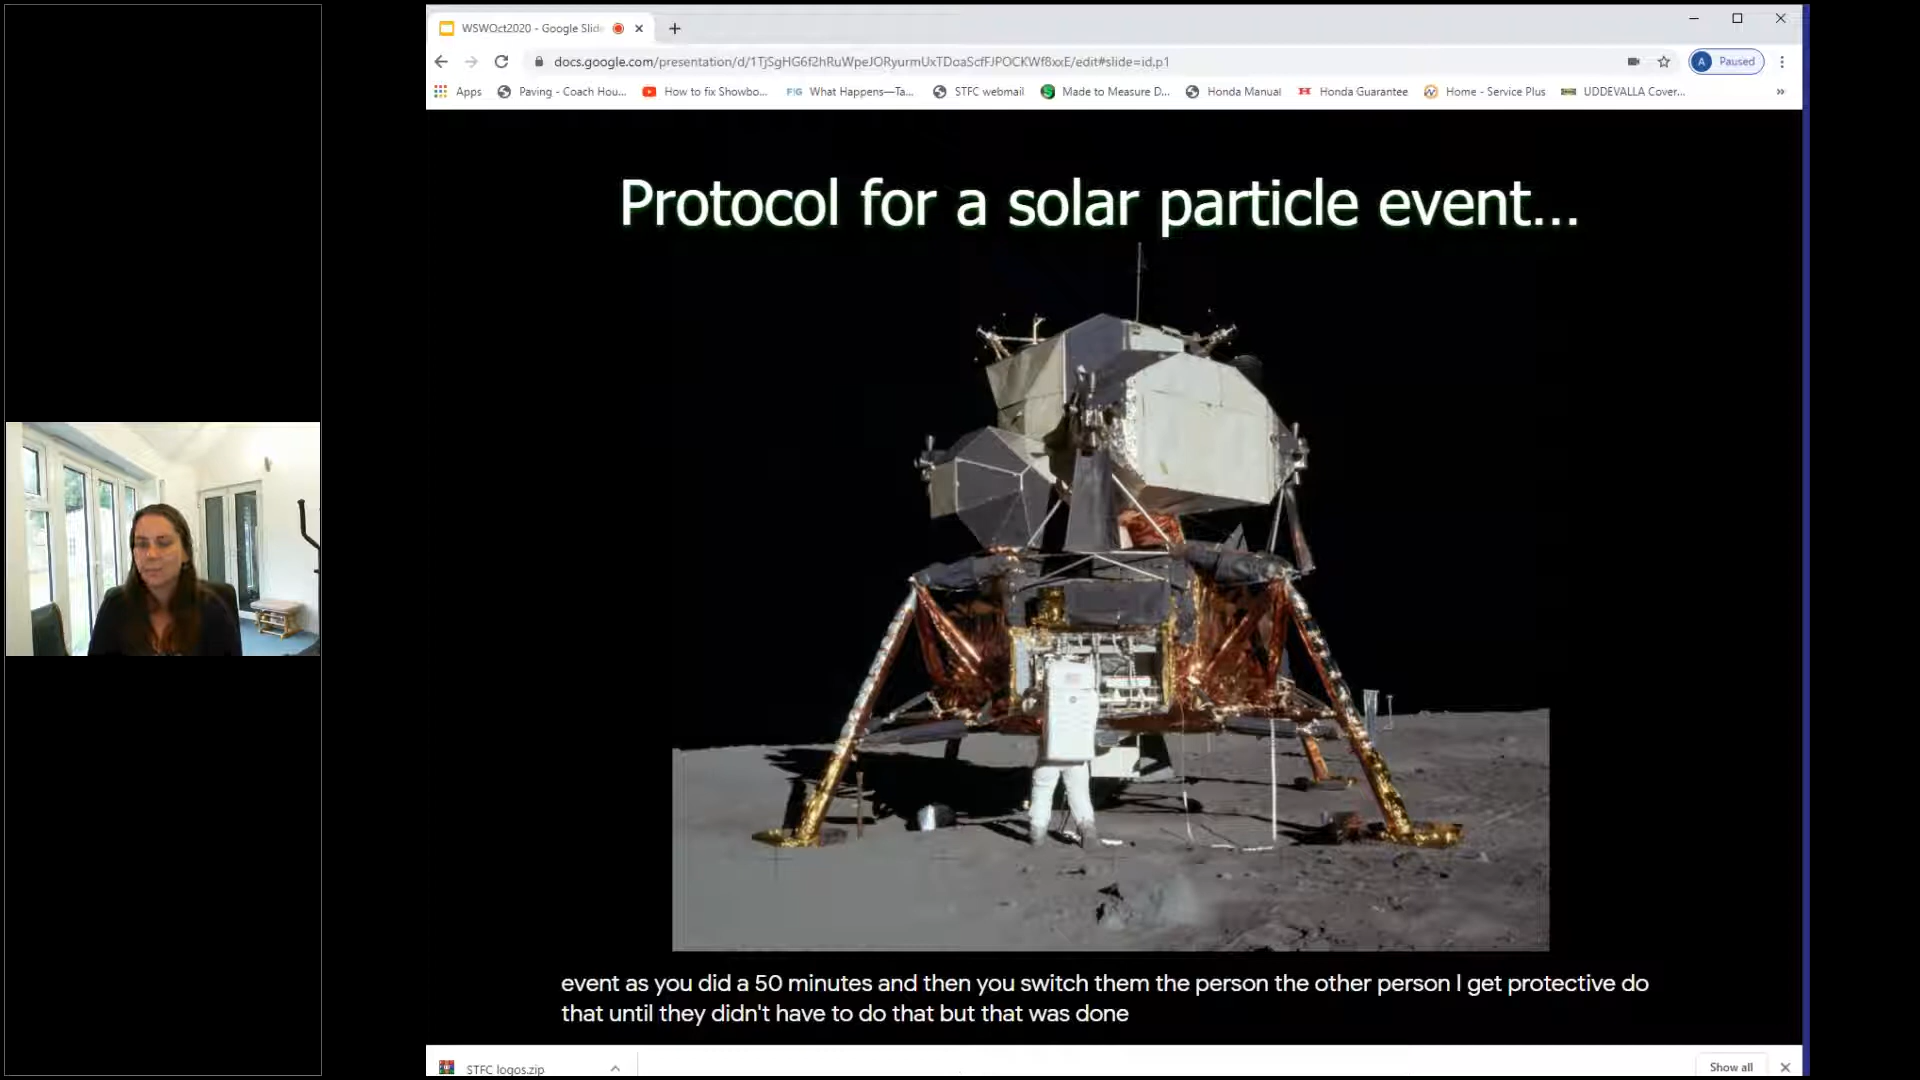 WSWOct2020 - Google Slid
docs.google.com/presentation/d/1TjSgHG6f2hRuWpeJORyurmUxTDoaScfFJPOCKWf8xxE/edit#slide=id.p1
A Paused
Apps
Paving - Coach Hou...
How to fix Showbo...
FIG What Happens—Ta...
STFC webmail
Made to Measure D...
Honda Manual
Honda Guarantee
Home - Service Plus
UDDEVALLA Cover...
Protocol for a solar particle event...
event as you did a 50 minutes and then you switch them the person the other person I get protective do
that until they didn't have to do that but that was done
STFC logos.zip
Show all